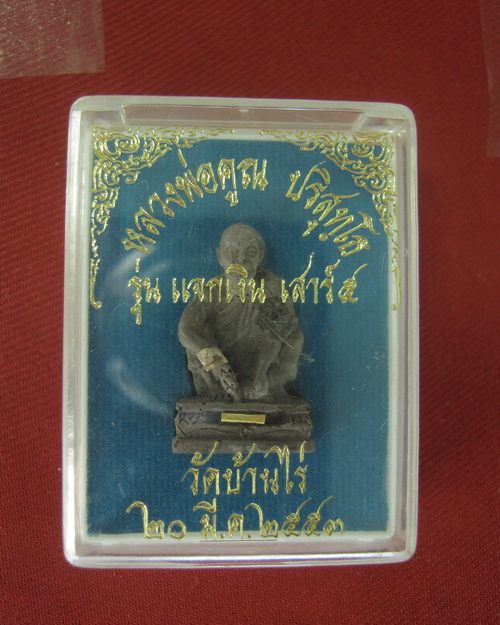 หลวงพ่อคูณ ปริสุทโธ
รุ่น แจกเงิน เสาร์ ๕
วัดบ้านไร่
๒๐ มี.ค.๒๕๕๓